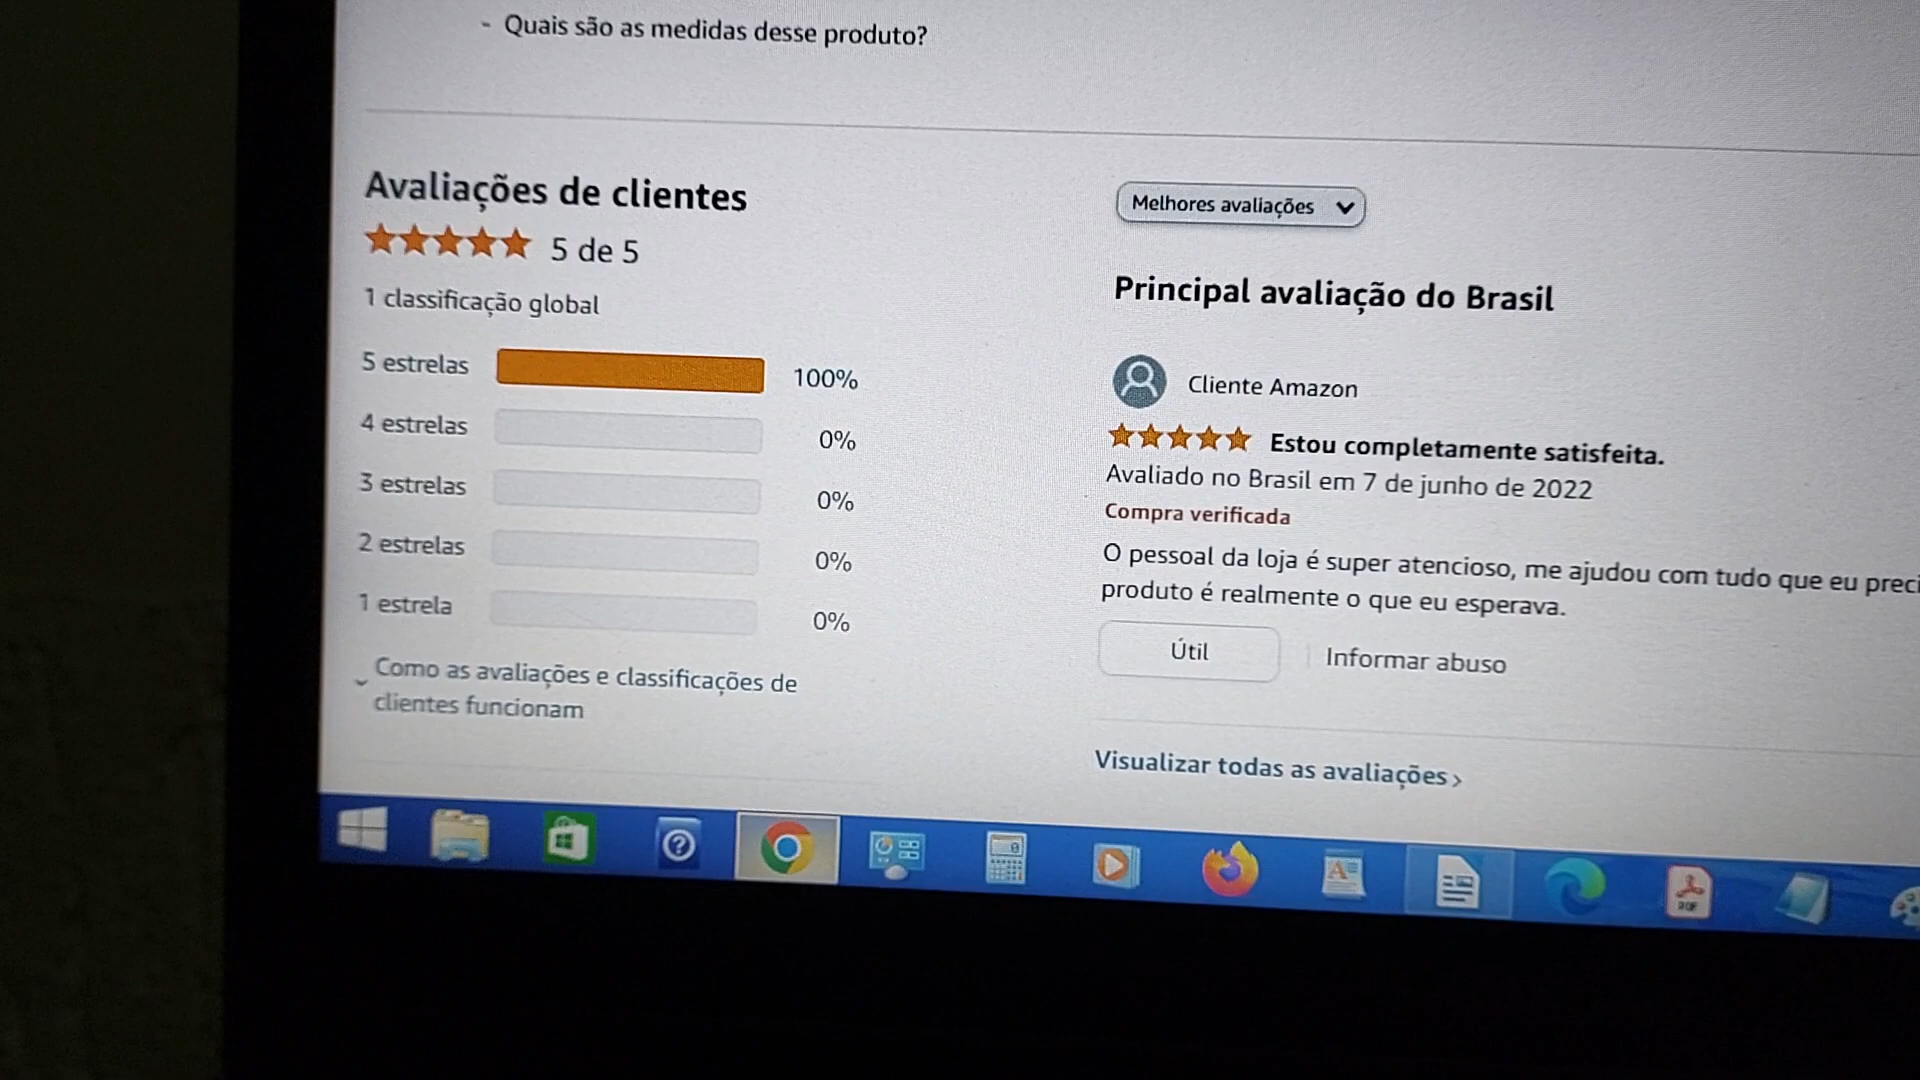 - Quais são as medidas desse produto?
Avaliações de clientes
5 de 5
1 classificação global
5 estrelas 100%
4 estrelas 0%
3 estrelas 0%
2 estrelas 0%
1 estrela 0%
Como as avaliações e classificações de
clientes funcionam
Melhores avaliações
Principal avaliação do Brasil
Cliente Amazon
Estou completamente satisfeita.
Avaliado no Brasil em 7 de junho de 2022
Compra verificada
O pessoal da loja é super atencioso, me ajudou com tudo que eu preci
produto é realmente o que eu esperava.
Útil
Informar abuso
Visualizar todas as avaliações ›
PDF